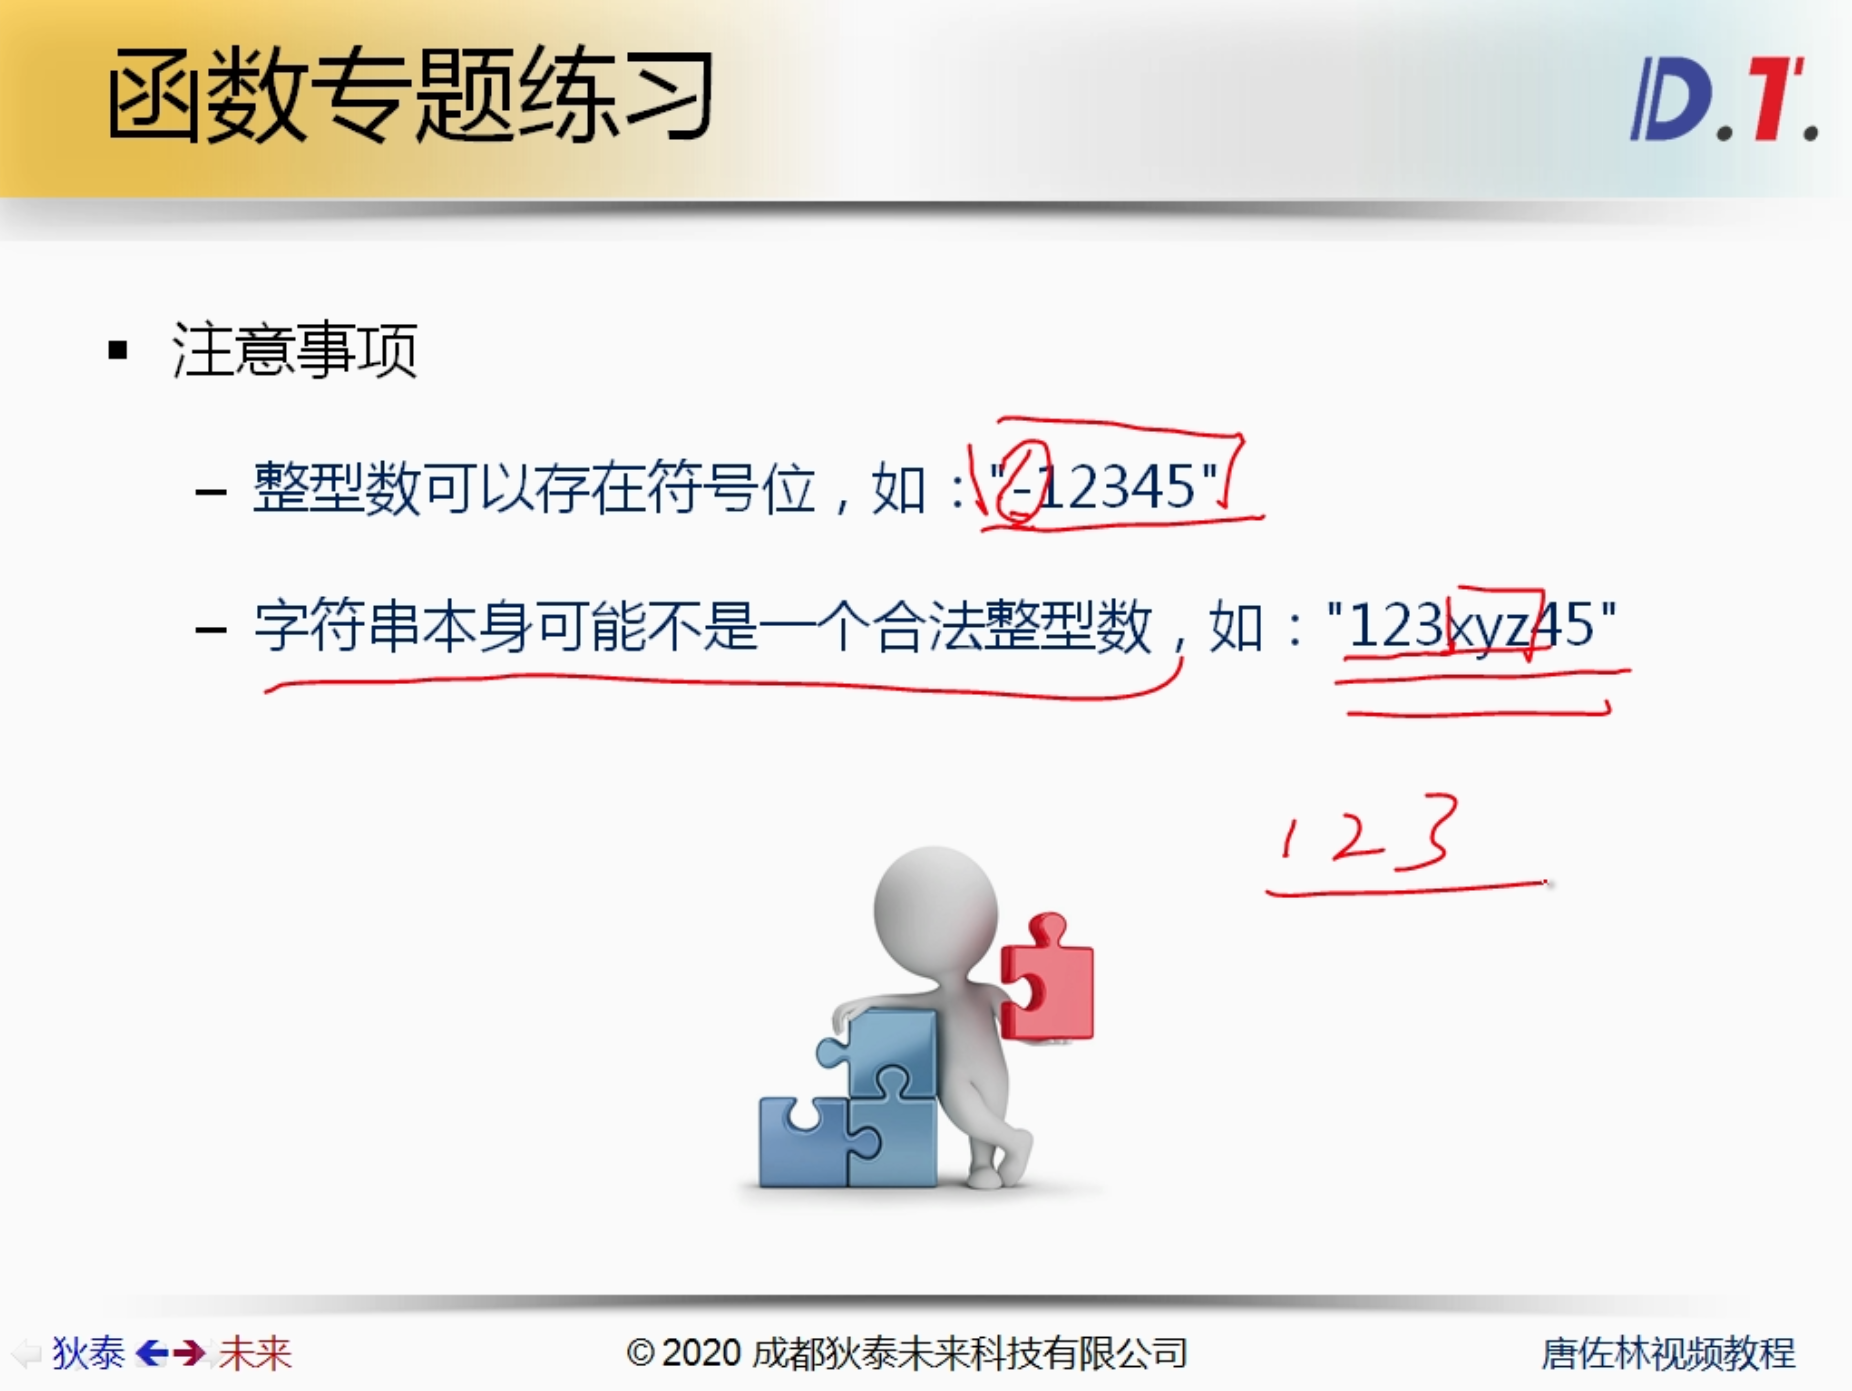 函数专题练习
D.T.
注意事项
– 整型数可以存在符号位，如："-12345"
– 字符串本身可能不是一个合法整型数，如："123xyz45"
123
狄泰 未来
© 2020 成都狄泰未来科技有限公司
唐佐林视频教程